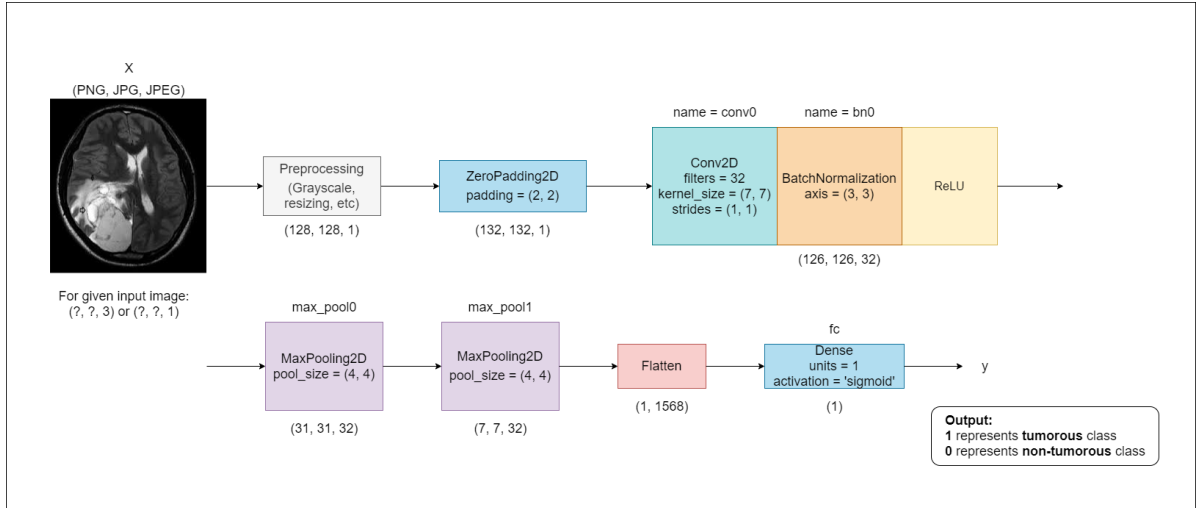 X
(PNG, JPG, JPEG)
For given input image:
(?, ?, 3) or (?, ?, 1)
Preprocessing
(Grayscale,
resizing, etc)
(128, 128, 1)
ZeroPadding2D
padding = (2, 2)
(132, 132, 1)
name = conv0
Conv2D
filters = 32
kernel_size = (7, 7)
strides = (1, 1)
name = bn0
BatchNormalization
axis = (3, 3)
(126, 126, 32)
ReLU
max_pool0
MaxPooling2D
pool_size = (4, 4)
(31, 31, 32)
max_pool1
MaxPooling2D
pool_size = (4, 4)
(7, 7, 32)
Flatten
(1, 1568)
fc
Dense
units = 1
activation = 'sigmoid'
(1)
y
Output:
1 represents tumorous class
0 represents non-tumorous class